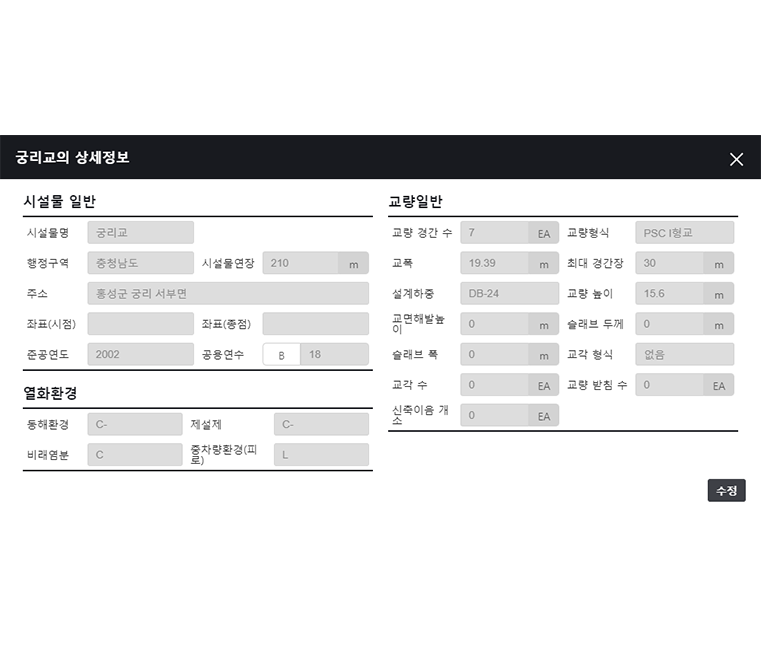 궁리교의 상세정보
시설물 일반
시설물명 궁리교
행정구역 충청남도 시설물연장 210 m
주소 홍성군 궁리 서부면
좌표(시점) 좌표(종점)
준공연도 2002 공용연수 B 18
열화환경
동해환경 C- 제설제 C-
비래염분 C 중차량환경(피
로) L
교량일반
교량 경간 수 7 EA 교량형식 PSC I형교
교폭 19.39 m 최대 경간장 30 m
설계하중 DB-24 교량 높이 15.6 m
교면해발높
이 0 m 슬래브 두께 0 m
슬래브 폭 0 m 교각 형식 없음
교각 수 0 EA 교량 받침 수 0 EA
신축이음 개
소 0 EA
수정